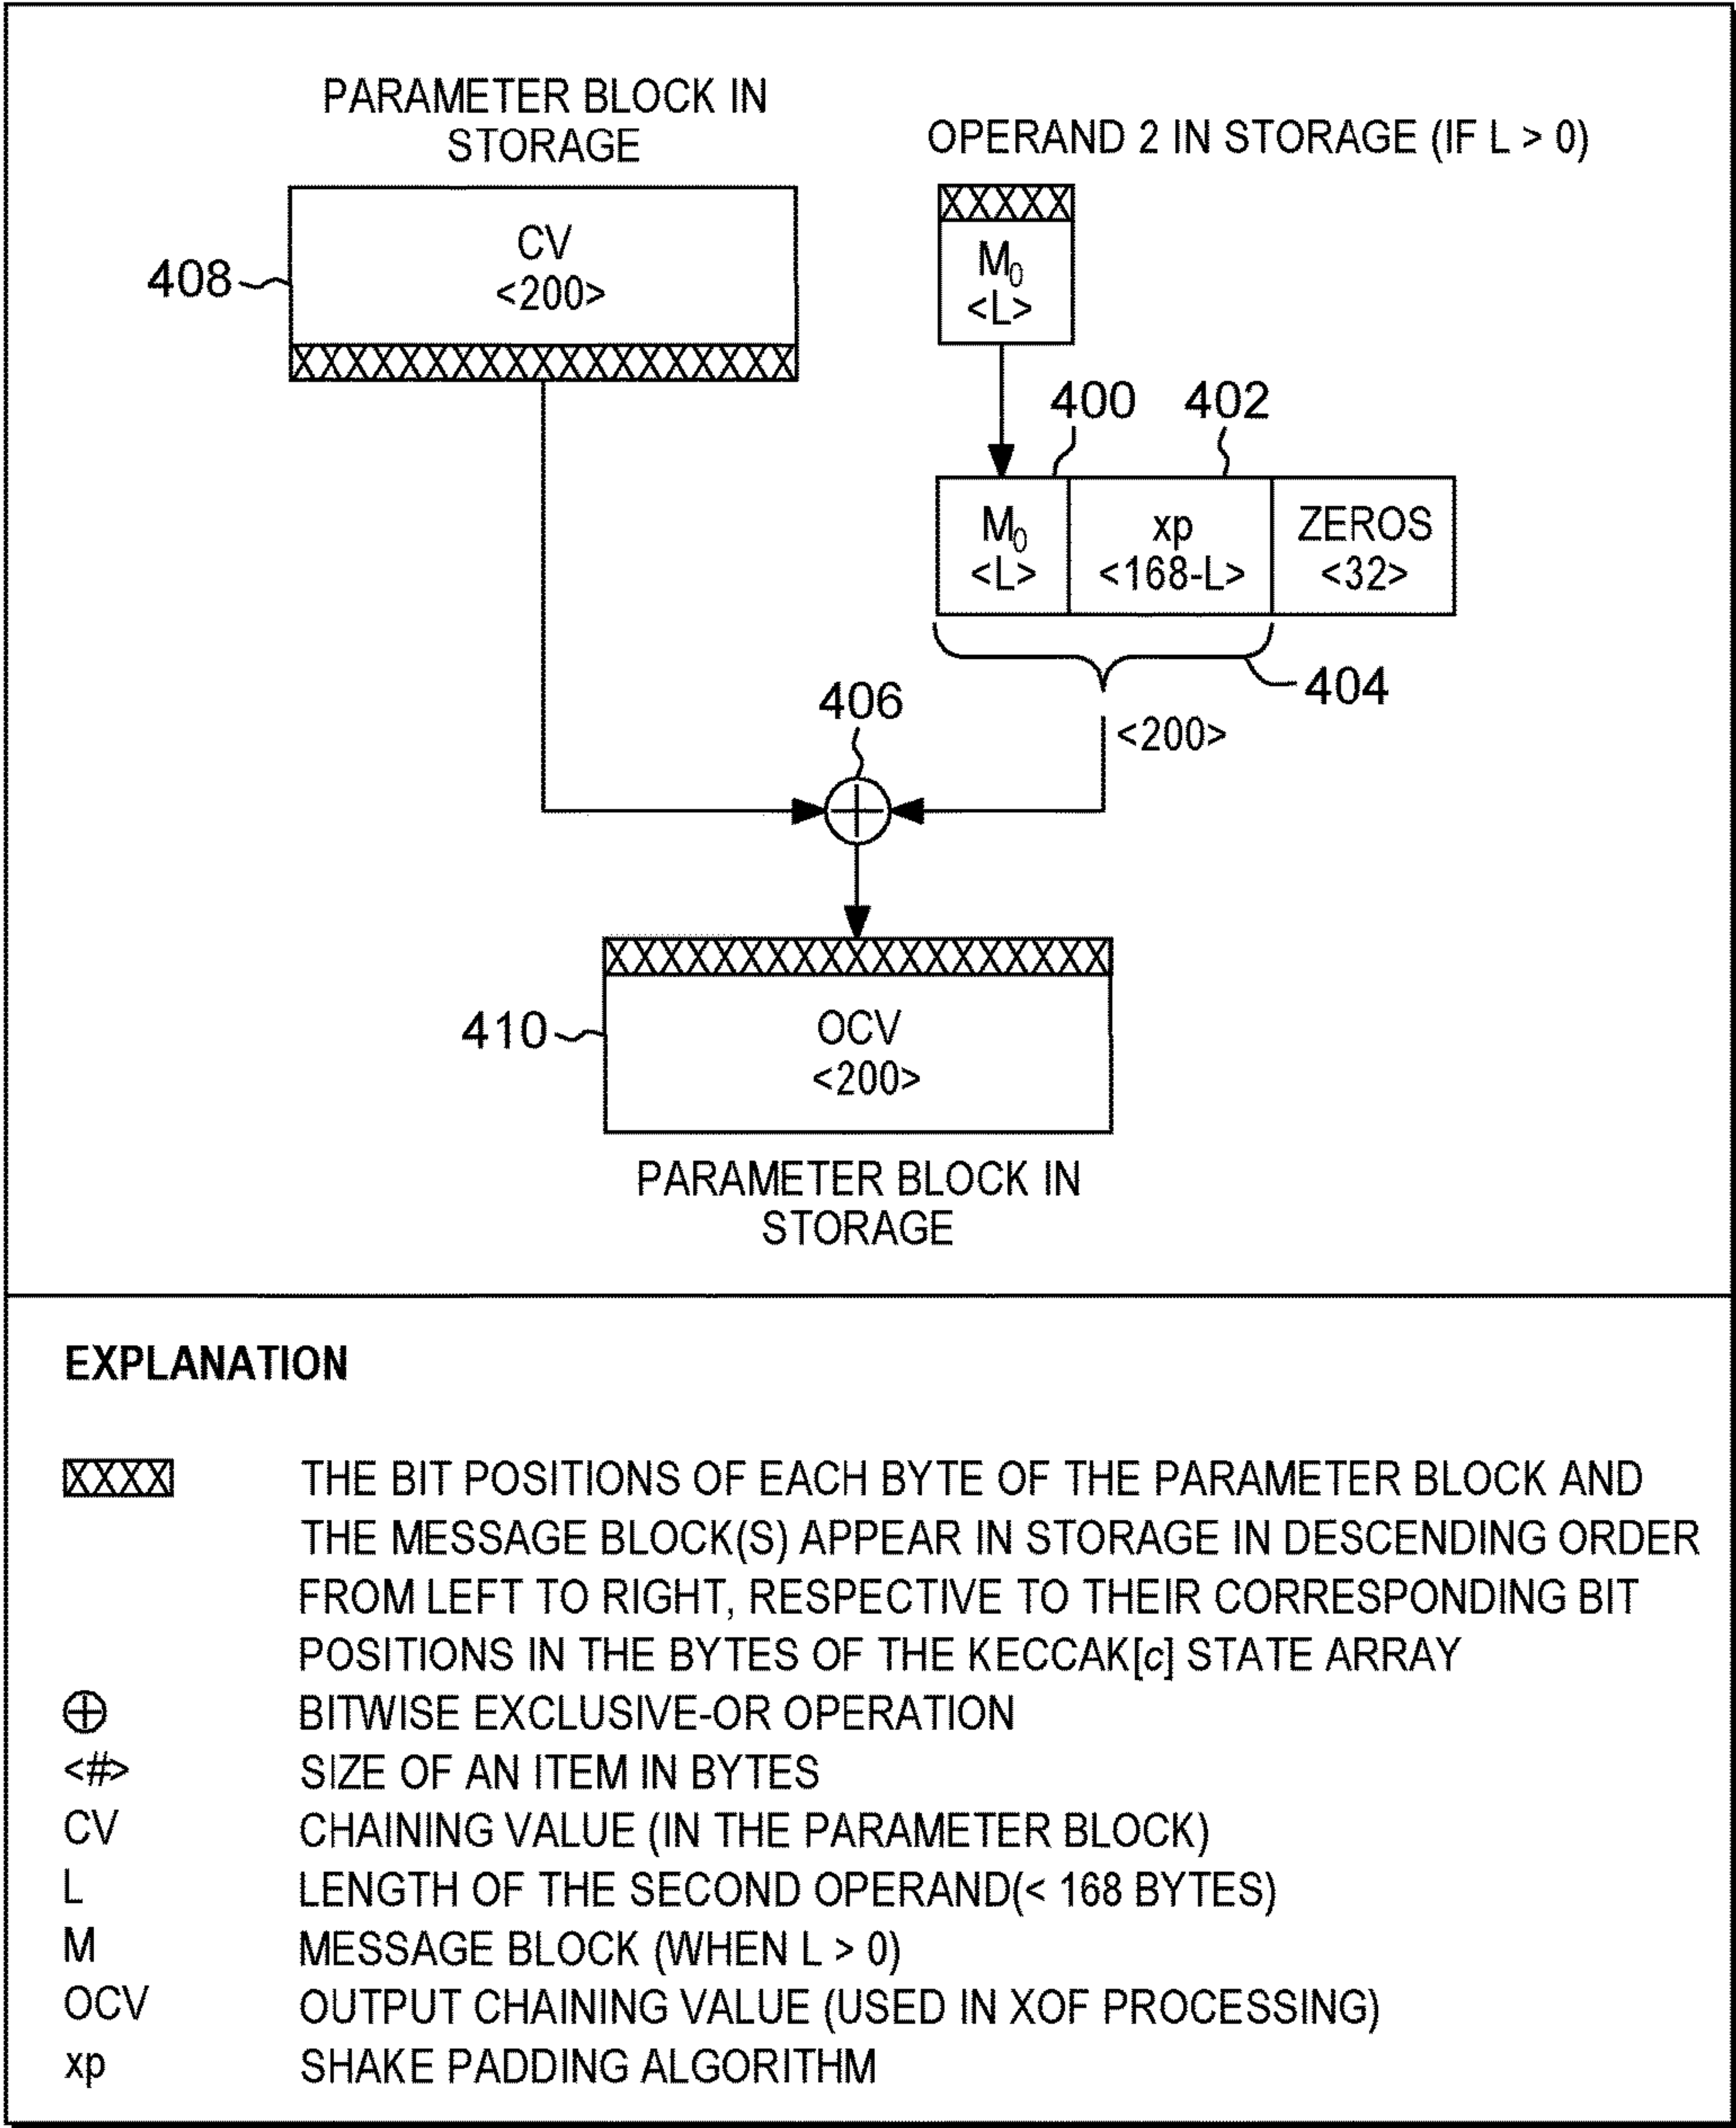 PARAMETER BLOCK IN
STORAGE
OPERAND 2 IN STORAGE (IF L > 0)
CV
<200>
408
M₀
<L>
400
402
M₀
<L>
xp
<168-L>
ZEROS
<32>
404
<200>
406
410
OCV
<200>
PARAMETER BLOCK IN
STORAGE
EXPLANATION
THE BIT POSITIONS OF EACH BYTE OF THE PARAMETER BLOCK AND
THE MESSAGE BLOCK(S) APPEAR IN STORAGE IN DESCENDING ORDER
FROM LEFT TO RIGHT, RESPECTIVE TO THEIR CORRESPONDING BIT
POSITIONS IN THE BYTES OF THE KECCAK[c] STATE ARRAY
⊕ BITWISE EXCLUSIVE-OR OPERATION
<#> SIZE OF AN ITEM IN BYTES
CV CHAINING VALUE (IN THE PARAMETER BLOCK)
L LENGTH OF THE SECOND OPERAND(< 168 BYTES)
M MESSAGE BLOCK (WHEN L > 0)
OCV OUTPUT CHAINING VALUE (USED IN XOF PROCESSING)
xp SHAKE PADDING ALGORITHM